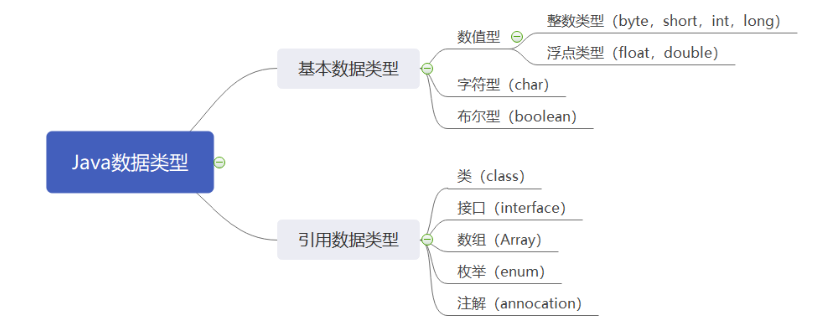 Java数据类型
基本数据类型
数值型
整数类型（byte，short，int，long）
浮点类型（float，double）
字符型（char）
布尔型（boolean）
引用数据类型
类（class）
接口（interface）
数组（Array）
枚举（enum）
注解（annocation）